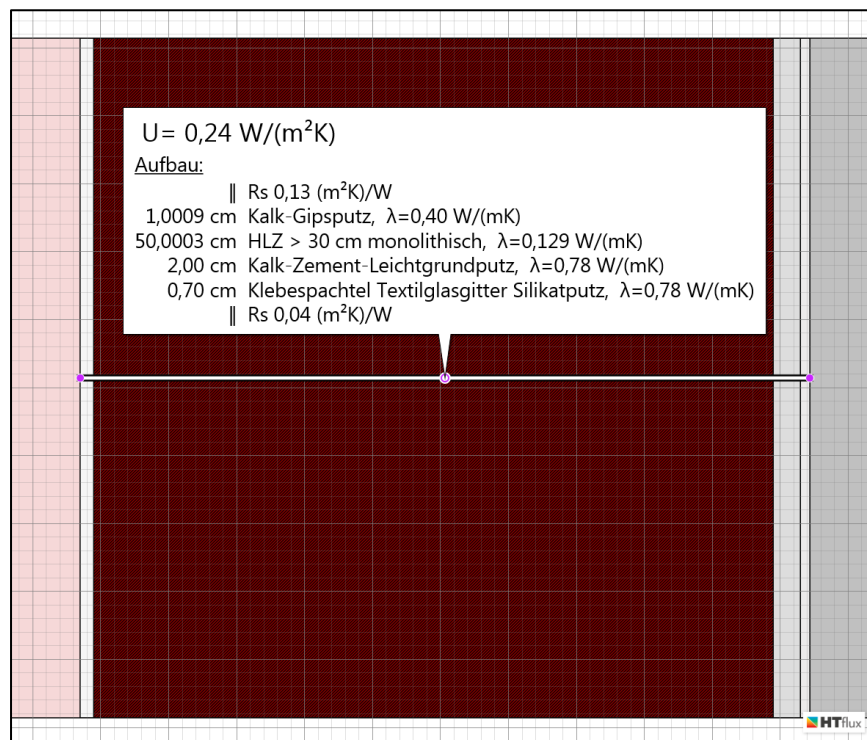 U= 0,24 W/(m²K)
Aufbau:
‖ Rs 0,13 (m²K)/W
1,0009 cm Kalk-Gipsputz, λ=0,40 W/(mK)
50,0003 cm HLZ > 30 cm monolithisch, λ=0,129 W/(mK)
2,00 cm Kalk-Zement-Leichtgrundputz, λ=0,78 W/(mK)
0,70 cm Klebespachtel Textilglasgitter Silikatputz, λ=0,78 W/(mK)
‖ Rs 0,04 (m²K)/W
U
HTflux